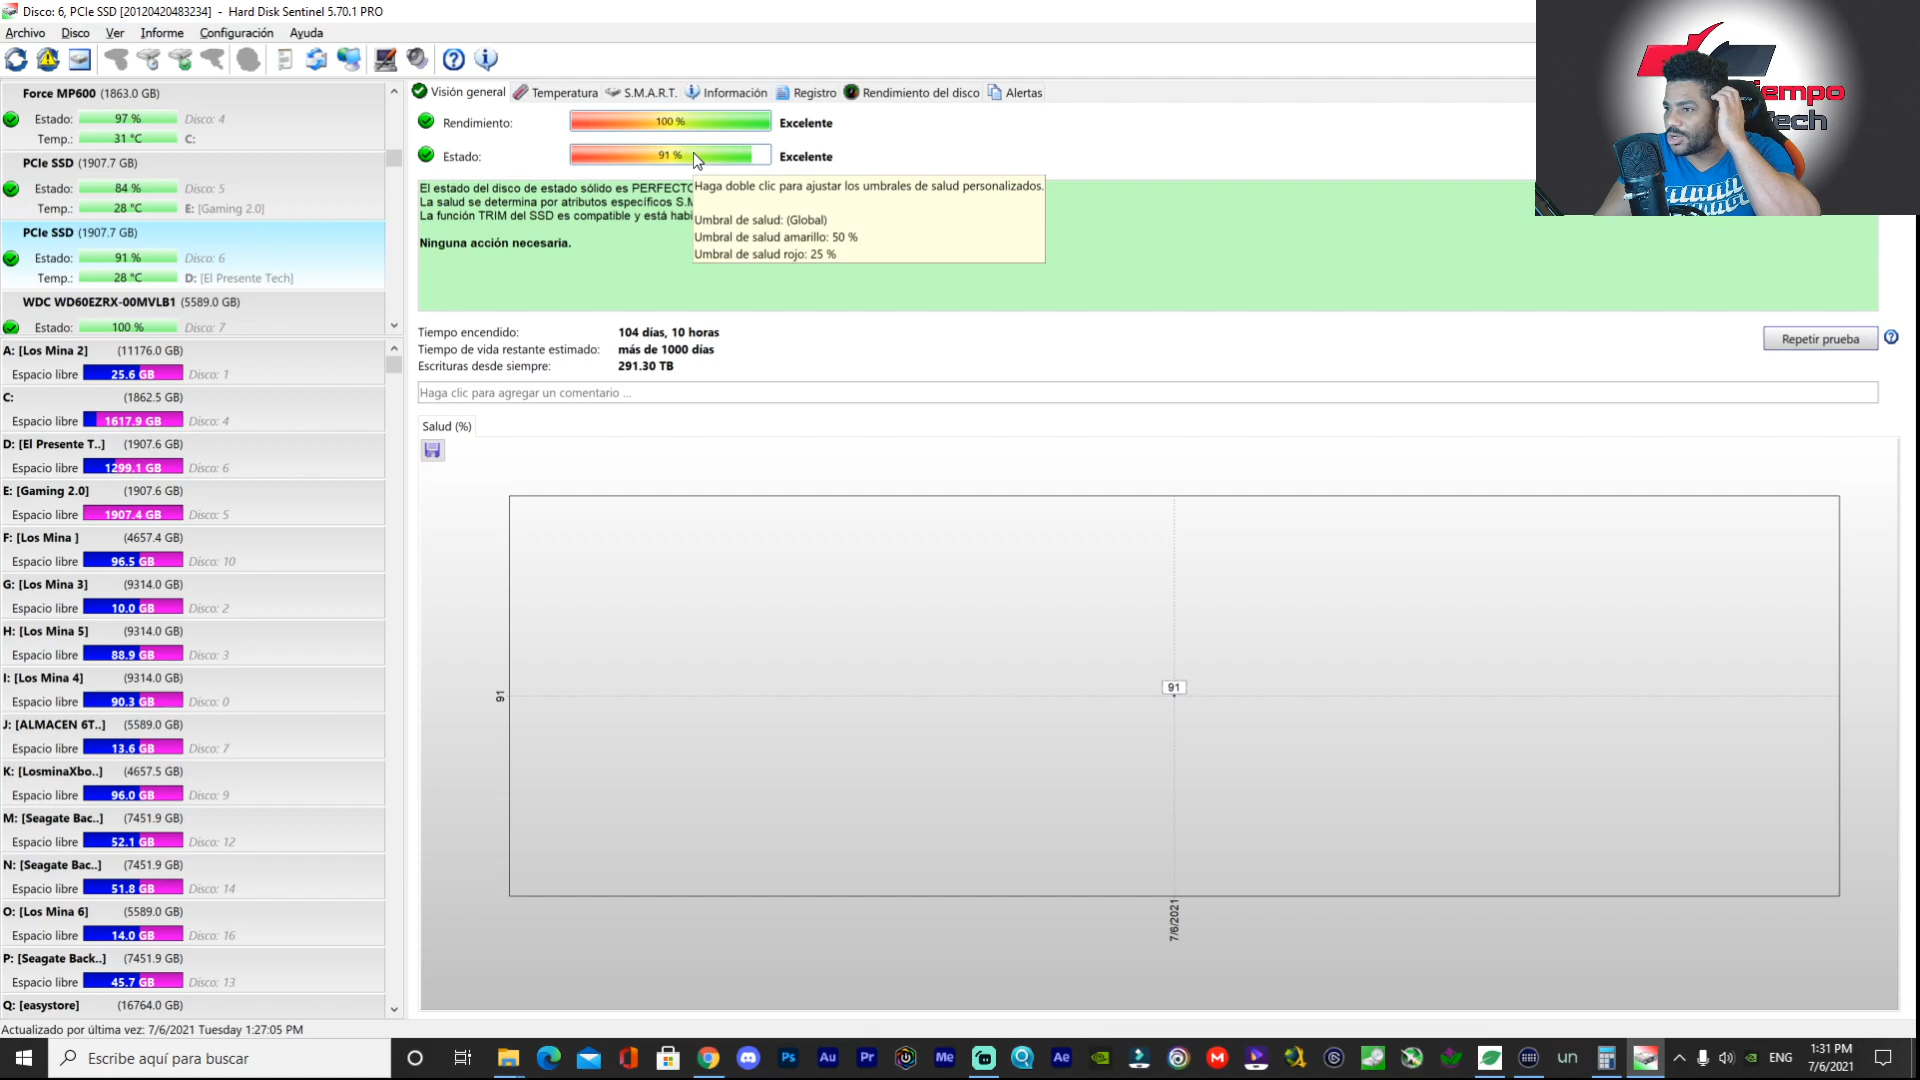 Disco: 6, PCIe SSD [20120420483234] - Hard Disk Sentinel 5.70.1 PRO
Archivo Disco Ver Informe Configuración Ayuda
Force MP600 (1863.0 GB)
Estado: 97 % Disco: 4
Temp.: 31 °C C:
PCIe SSD (1907.7 GB)
Estado: 84 % Disco: 5
Temp.: 28 °C E: [Gaming 2.0]
PCIe SSD (1907.7 GB)
Estado: 91 % Disco: 6
Temp.: 28 °C D: [El Presente Tech]
WDC WD60EZRX-00MVLB1 (5589.0 GB)
Estado: 100 % Disco: 7
A: [Los Mina 2] (11176.0 GB)
Espacio libre 25.6 GB Disco: 1
C: (1862.5 GB)
Espacio libre 1617.9 GB Disco: 4
D: [El Presente T..] (1907.6 GB)
Espacio libre 1299.1 GB Disco: 6
E: [Gaming 2.0] (1907.6 GB)
Espacio libre 1907.4 GB Disco: 5
F: [Los Mina ] (4657.4 GB)
Espacio libre 96.5 GB Disco: 10
G: [Los Mina 3] (9314.0 GB)
Espacio libre 10.0 GB Disco: 2
H: [Los Mina 5] (9314.0 GB)
Espacio libre 88.9 GB Disco: 3
I: [Los Mina 4] (9314.0 GB)
Espacio libre 90.3 GB Disco: 0
J: [ALMACEN 6T..] (5589.0 GB)
Espacio libre 13.6 GB Disco: 7
K: [LosminaXbo..] (4657.5 GB)
Espacio libre 96.0 GB Disco: 9
M: [Seagate Bac..] (7451.9 GB)
Espacio libre 52.1 GB Disco: 12
N: [Seagate Bac..] (7451.9 GB)
Espacio libre 51.8 GB Disco: 14
O: [Los Mina 6] (5589.0 GB)
Espacio libre 14.0 GB Disco: 16
P: [Seagate Back..] (7451.9 GB)
Espacio libre 45.7 GB Disco: 13
Q: [easystore] (16764.0 GB)
Visión general Temperatura S.M.A.R.T. Información Registro Rendimiento del disco Alertas
Rendimiento: 100 % Excelente
Estado: 91 % Excelente
El estado del disco de estado sólido es PERFECTO
La salud se determina por atributos específicos S.M
La función TRIM del SSD es compatible y está hab
Ninguna acción necesaria.
Haga doble clic para ajustar los umbrales de salud personalizados.
Umbral de salud: (Global)
Umbral de salud amarillo: 50 %
Umbral de salud rojo: 25 %
Tiempo encendido: 104 días, 10 horas
Tiempo de vida restante estimado: más de 1000 días
Escrituras desde siempre: 291.30 TB
Repetir prueba
Haga clic para agregar un comentario ...
Salud (%)
91
91
7/6/2021
Actualizado por última vez: 7/6/2021 Tuesday 1:27:05 PM
Escribe aquí para buscar
Ps Au Pr Me Ae un
ENG
1:31 PM
7/6/2021